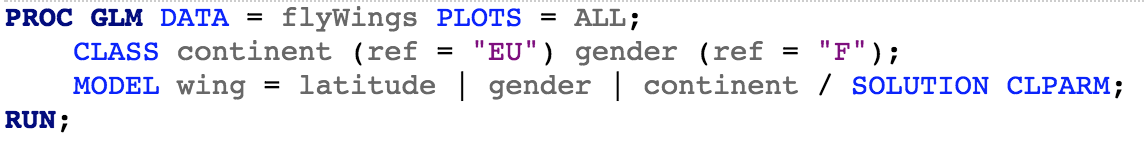 PROC GLM DATA = flyWings PLOTS = ALL;
CLASS continent (ref = "EU") gender (ref = "F");
MODEL wing = latitude | gender | continent / SOLUTION CLPARM;
RUN;